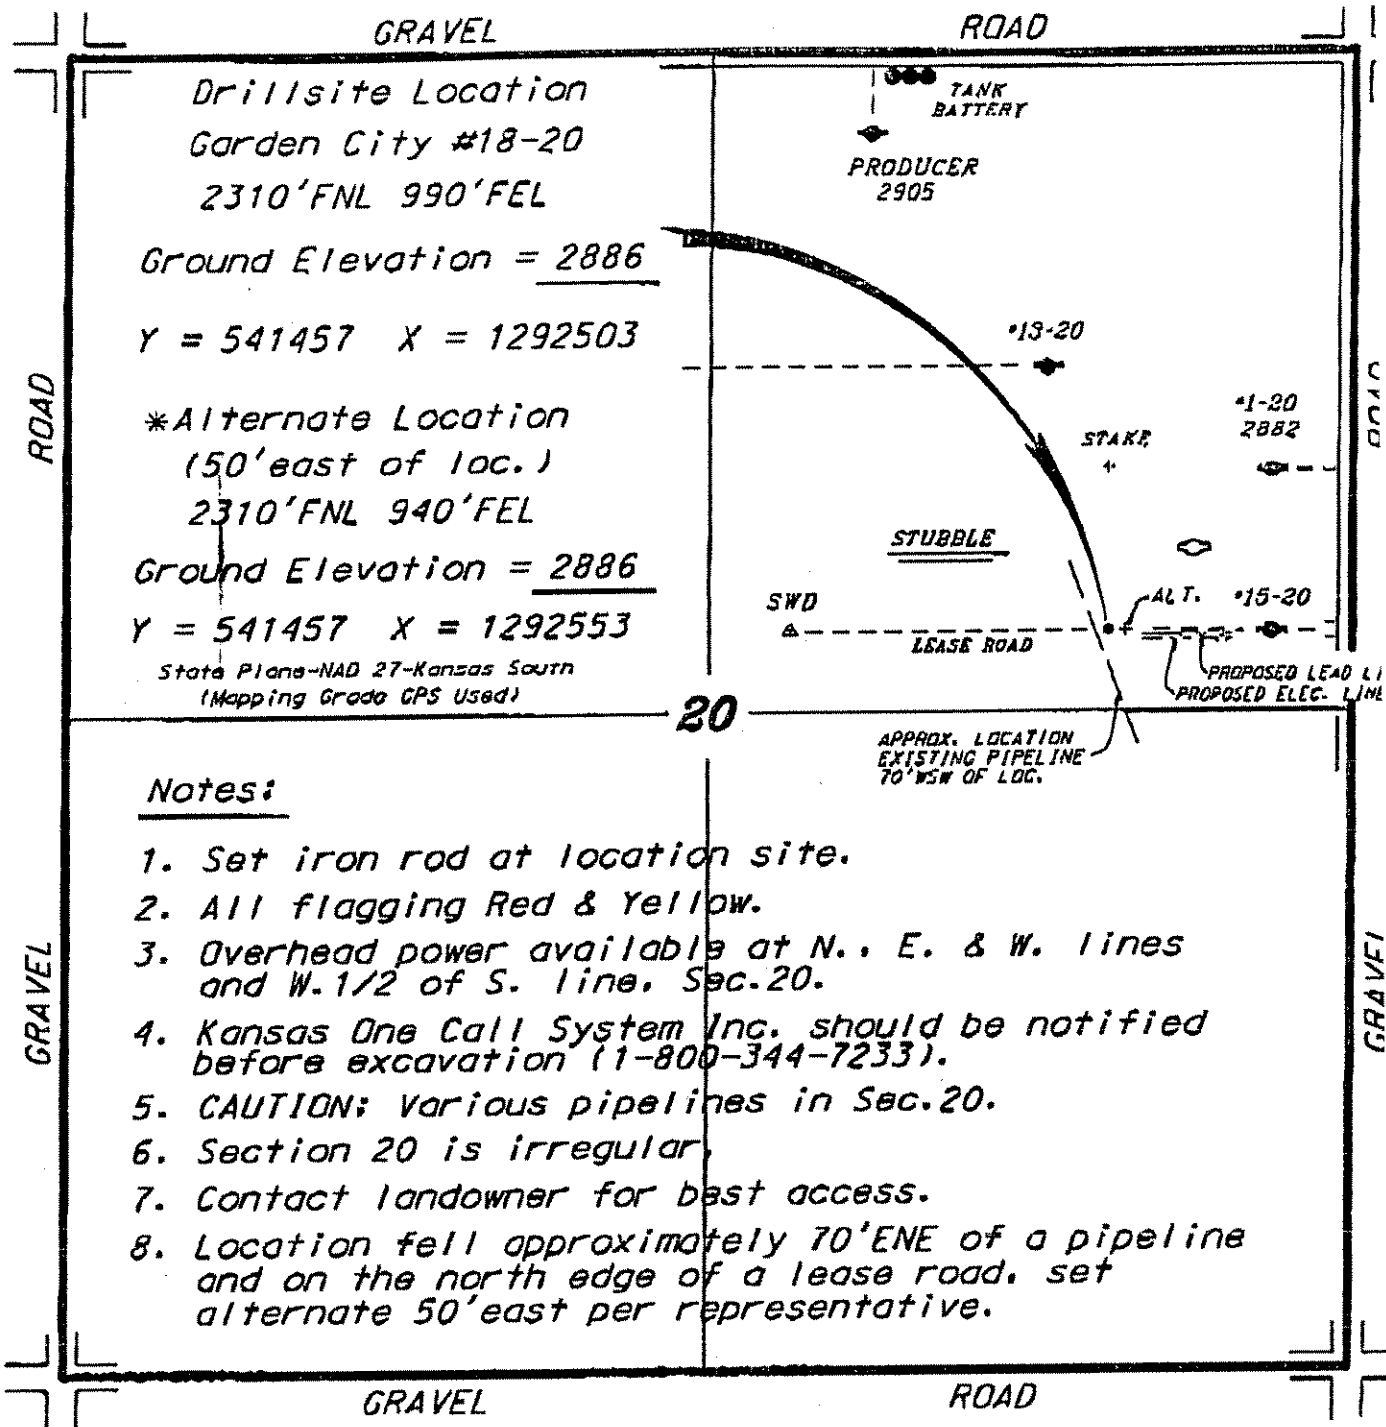 GRAVEL ROAD
Drillsite Location
Garden City #18-20
2310'FNL 990'FEL
Ground Elevation = 2886
Y = 541457 X = 1292503
*Alternate Location
(50'east of loc.)
2310'FNL 940'FEL
Ground Elevation = 2886
Y = 541457 X = 1292553
State Plane-NAD 27-Kansas South
(Mapping Grade GPS Used)
TANK
BATTERY
PRODUCER
2905
#13-20
STAKE
#1-20
2882
STUBBLE
SWD
LEASE ROAD
ALT.
#15-20
PROPOSED LEAD LI
PROPOSED ELEC. LINE
APPROX. LOCATION
EXISTING PIPELINE
70'WSW OF LOC.
20
ROAD
GRAVEL
GRAVEL
Notes:
1. Set iron rod at location site.
2. All flagging Red & Yellow.
3. Overhead power available at N., E. & W. lines
and W.1/2 of S. line, Sec.20.
4. Kansas One Call System Inc. should be notified
before excavation (1-800-344-7233).
5. CAUTION: Various pipelines in Sec.20.
6. Section 20 is irregular.
7. Contact landowner for best access.
8. Location fell approximately 70'ENE of a pipeline
and on the north edge of a lease road, set
alternate 50'east per representative.
GRAVEL ROAD